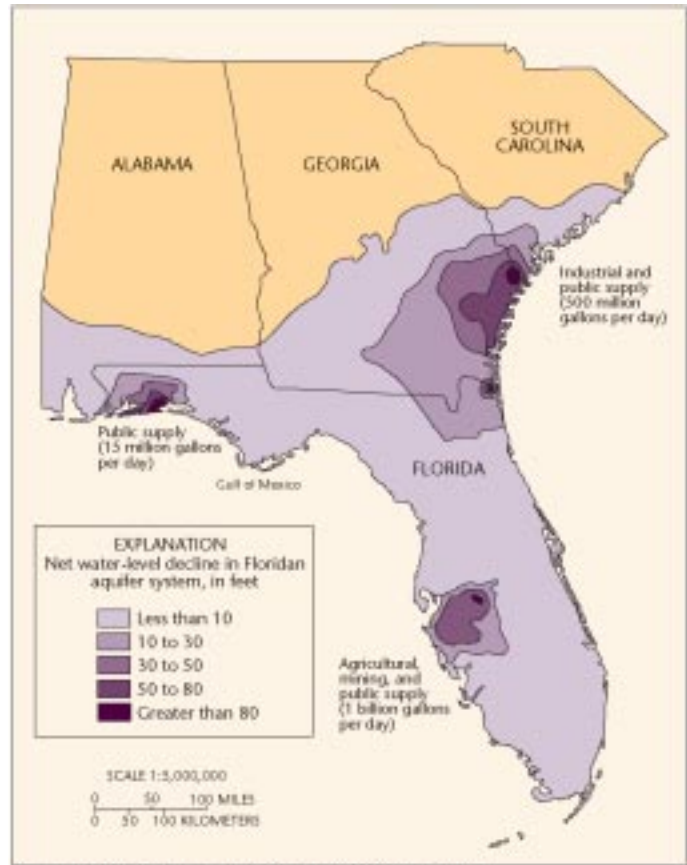 SOUTH
CAROLINA
ALABAMA
GEORGIA
Industrial and
public supply
(500 million
gallons per day)
Public supply
(15 million gallons
per day)
FLORIDA
Gulf of Mexico
EXPLANATION
Net water-level decline in Floridan
aquifer system, in feet
Less than 10
10 to 30
30 to 50
50 to 80
Greater than 80
Agricultural,
mining, and
public supply
(1 billion gallons
per day)
SCALE 1:5,000,000
0 50 100 MILES
0 50 100 KILOMETERS